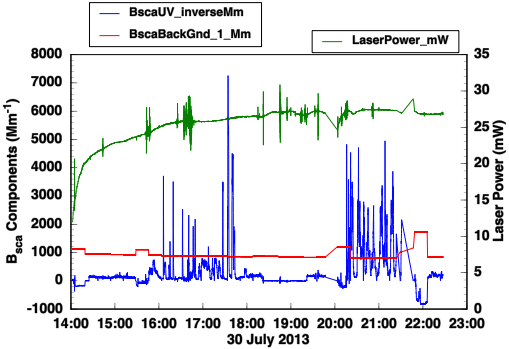 BscaUV_inverseMm
BscaBackGnd_1_Mm
LaserPower_mW
8000
7000
6000
5000
4000
3000
2000
1000
0
-1000
Bsca Components (Mm-1)
35
30
25
20
15
10
5
0
Laser Power (mW)
14:00 15:00 16:00 17:00 18:00 19:00 20:00 21:00 22:00 23:00
30 July 2013